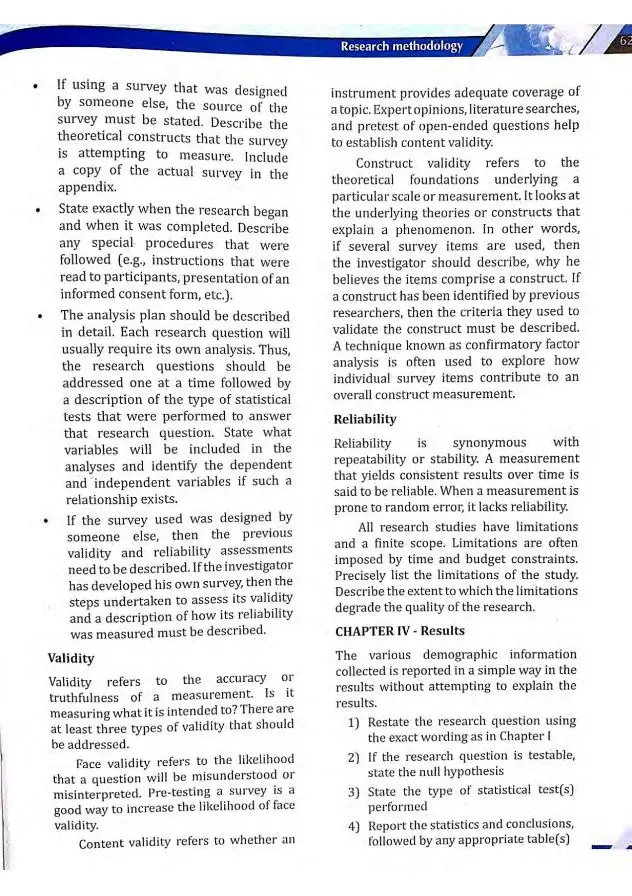 Research methodology
62
• If using a survey that was designed
by someone else, the source of the
survey must be stated. Describe the
theoretical constructs that the survey
is attempting to measure. Include
a copy of the actual survey in the
appendix.
• State exactly when the research began
and when it was completed. Describe
any special procedures that were
followed (e.g., instructions that were
read to participants, presentation of an
informed consent form, etc.).
• The analysis plan should be described
in detail. Each research question will
usually require its own analysis. Thus,
the research questions should be
addressed one at a time followed by
a description of the type of statistical
tests that were performed to answer
that research question. State what
variables will be included in the
analyses and identify the dependent
and independent variables if such a
relationship exists.
• If the survey used was designed by
someone else, then the previous
validity and reliability assessments
need to be described. If the investigator
has developed his own survey, then the
steps undertaken to assess its validity
and a description of how its reliability
was measured must be described.
Validity
Validity refers to the accuracy or
truthfulness of a measurement. Is it
measuring what it is intended to? There are
at least three types of validity that should
be addressed.
Face validity refers to the likelihood
that a question will be misunderstood or
misinterpreted. Pre-testing a survey is a
good way to increase the likelihood of face
validity.
Content validity refers to whether an
instrument provides adequate coverage of
a topic. Expert opinions, literature searches,
and pretest of open-ended questions help
to establish content validity.
Construct validity refers to the
theoretical foundations underlying a
particular scale or measurement. It looks at
the underlying theories or constructs that
explain a phenomenon. In other words,
if several survey items are used, then
the investigator should describe, why he
believes the items comprise a construct. If
a construct has been identified by previous
researchers, then the criteria they used to
validate the construct must be described.
A technique known as confirmatory factor
analysis is often used to explore how
individual survey items contribute to an
overall construct measurement.
Reliability
Reliability is synonymous with
repeatability or stability. A measurement
that yields consistent results over time is
said to be reliable. When a measurement is
prone to random error, it lacks reliability.
All research studies have limitations
and a finite scope. Limitations are often
imposed by time and budget constraints.
Precisely list the limitations of the study.
Describe the extent to which the limitations
degrade the quality of the research.
CHAPTER IV - Results
The various demographic information
collected is reported in a simple way in the
results without attempting to explain the
results.
1) Restate the research question using
the exact wording as in Chapter I
2) If the research question is testable,
state the null hypothesis
3) State the type of statistical test(s)
performed
4) Report the statistics and conclusions,
followed by any appropriate table(s)